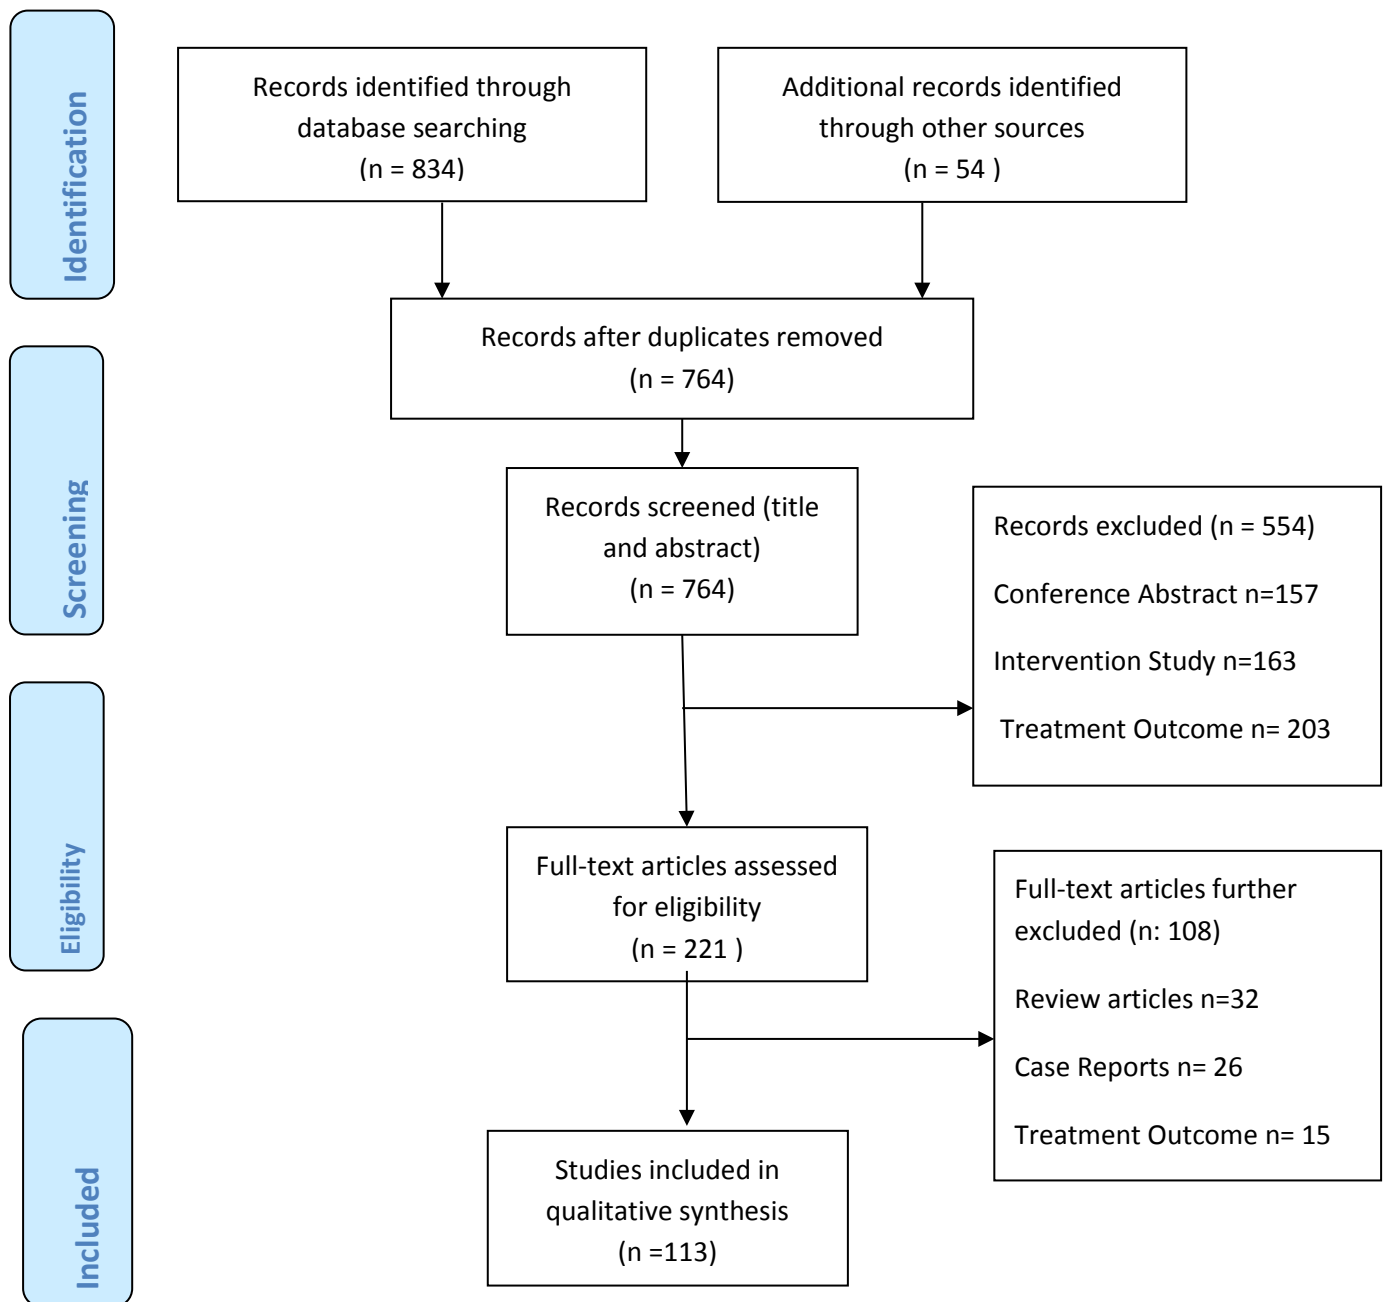 Identification
Records identified through
database searching
(n = 834)
Additional records identified
through other sources
(n = 54 )
Records after duplicates removed
(n = 764)
Screening
Records screened (title
and abstract)
(n = 764)
Records excluded (n = 554)
Conference Abstract n=157
Intervention Study n=163
Treatment Outcome n= 203
Eligibility
Full-text articles assessed
for eligibility
(n = 221 )
Full-text articles further
excluded (n: 108)
Review articles n=32
Case Reports n= 26
Treatment Outcome n= 15
Included
Studies included in
qualitative synthesis
(n =113)